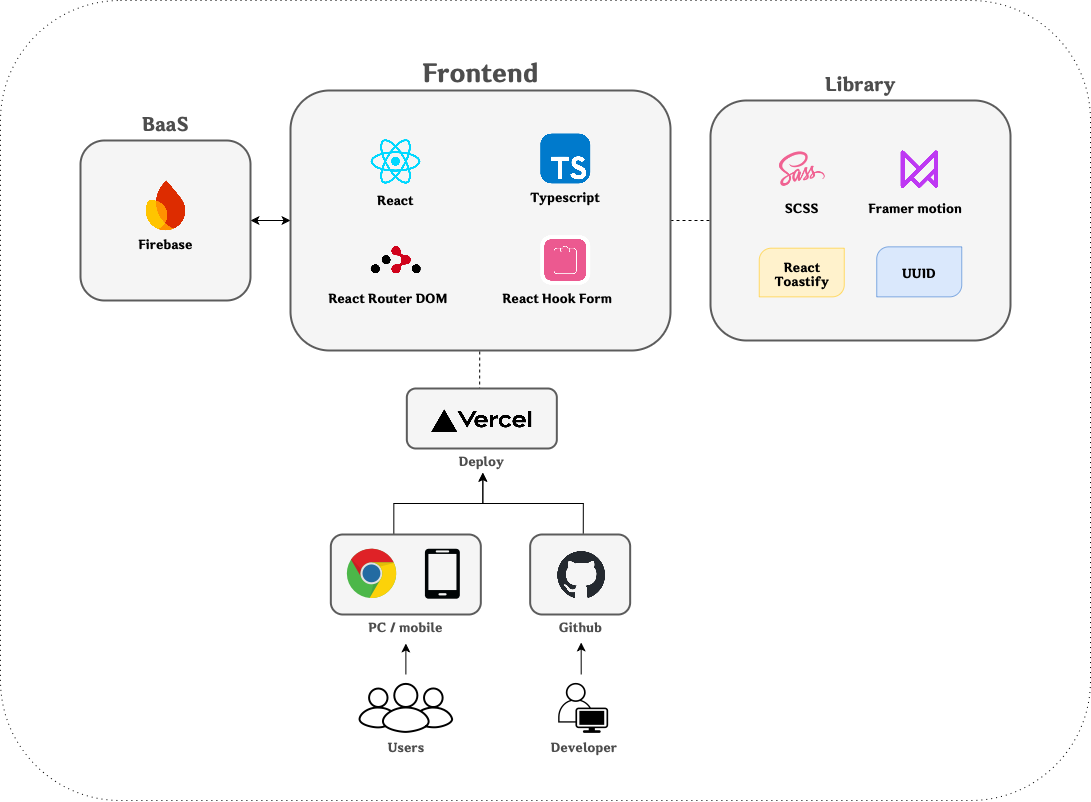 Frontend
Library
BaaS
TS
React
Typescript
Sass
SCSS
Framer motion
Firebase
React Router DOM
React Hook Form
React
Toastify
UUID
Vercel
Deploy
PC / mobile
Github
Users
Developer